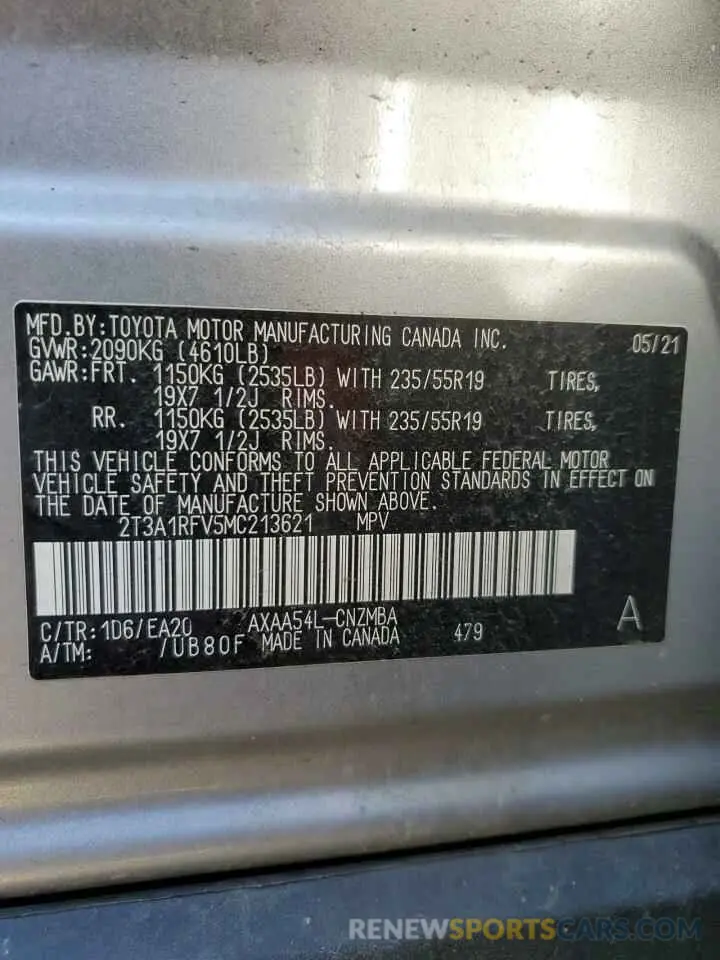 MFD.BY:TOYOTA MOTOR MANUFACTURING CANADA INC. 05/21
GVWR:2090KG (4610LB)
GAWR:FRT. 1150KG (2535LB) WITH 235/55R19 TIRES,
19X7 1/2J RIMS.
RR. 1150KG (2535LB) WITH 235/55R19 TIRES,
19X7 1/2J RIMS.
THIS VEHICLE CONFORMS TO ALL APPLICABLE FEDERAL MOTOR
VEHICLE SAFETY AND THEFT PREVENTION STANDARDS IN EFFECT ON
THE DATE OF MANUFACTURE SHOWN ABOVE.
2T3A1RFV5MC213621 MPV
C/TR:1D6/EA20 AXAA54L-CNZMBA A
A/TM: /UB80F MADE IN CANADA 479
RENEWSPORTSCARS.COM